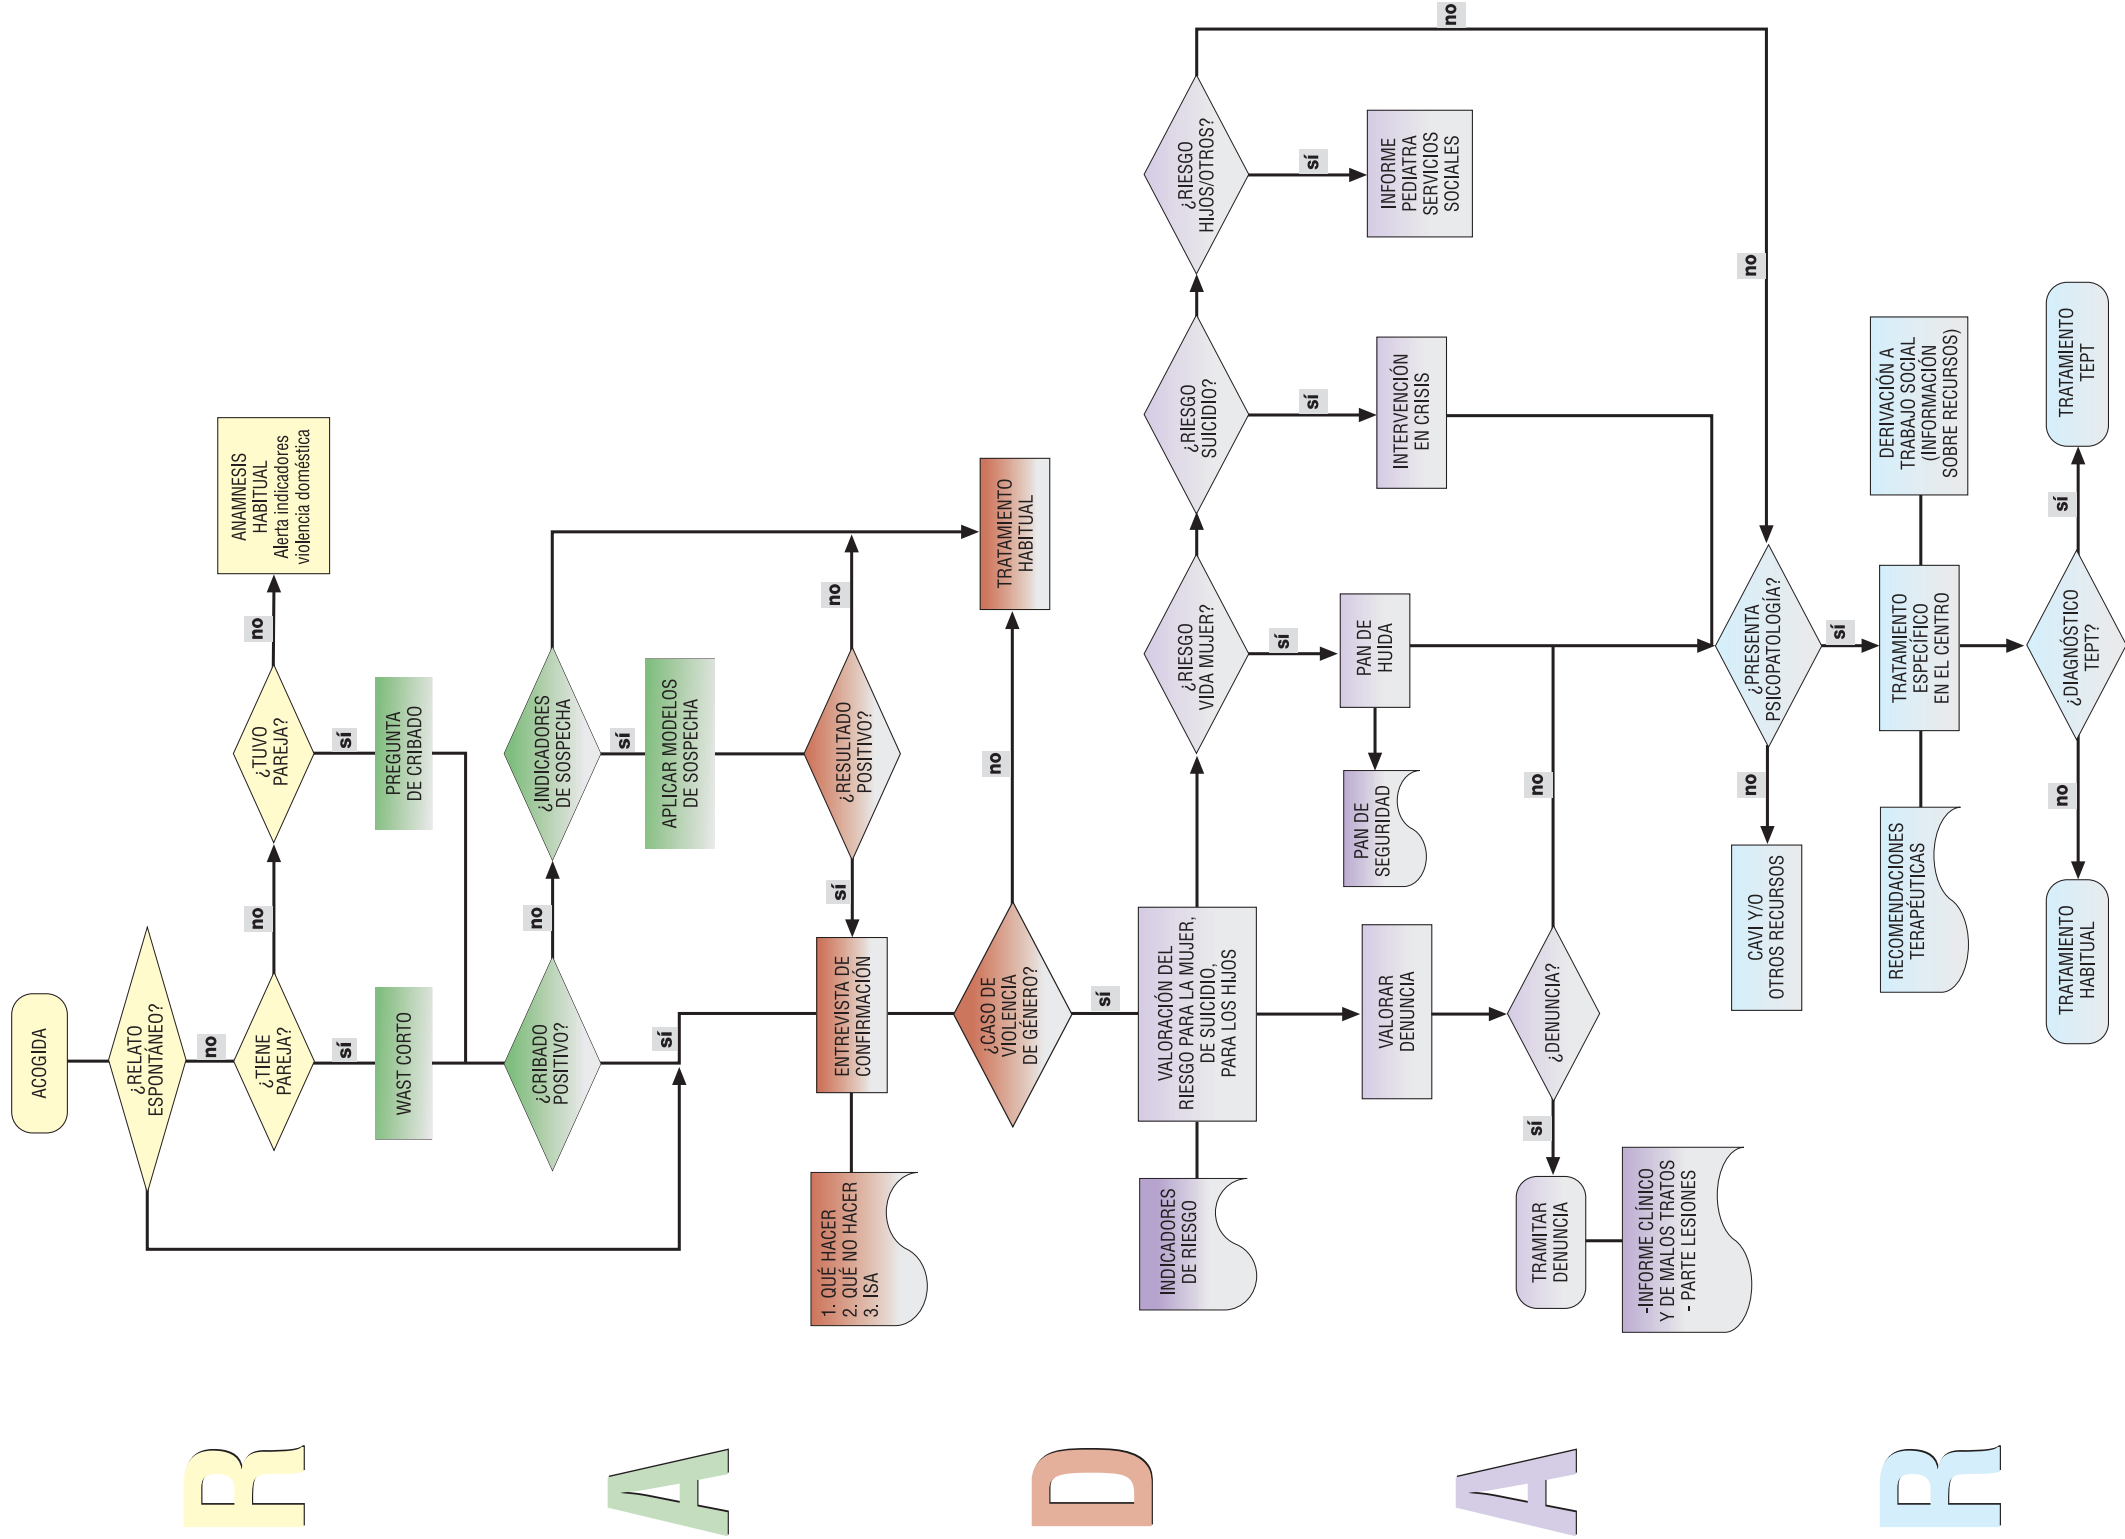 ACOGIDA
¿RELATO
ESPONTÁNEO?
no
¿TIENE
PAREJA?
no
¿TUVO
PAREJA?
no
ANAMNESIS
HABITUAL
Alerta indicadores
violencia doméstica
sí
sí
WAST CORTO
PREGUNTA
DE CRIBADO
¿CRIBADO
POSITIVO?
no
¿INDICADORES
DE SOSPECHA
sí
sí
APLICAR MODELOS
DE SOSPECHA
1. QUÉ HACER
2. QUÉ NO HACER
3. ISA
ENTREVISTA DE
CONFIRMACIÓN
sí
¿RESULTADO
POSITIVO?
no
¿CASO DE
VIOLENCIA
DE GÉNERO?
no
TRATAMIENTO
HABITUAL
sí
INDICADORES
DE RIESGO
VALORACIÓN DEL
RIESGO PARA LA MUJER,
DE SUICIDIO,
PARA LOS HIJOS
¿RIESGO
VIDA MUJER?
¿RIESGO
SUICIDIO?
¿RIESGO
HIJOS/OTROS?
no
sí
sí
sí
PAN DE
SEGURIDAD
PAN DE
HUIDA
INTERVENCIÓN
EN CRISIS
INFORME
PEDIATRA
SERVICIOS
SOCIALES
VALORAR
DENUNCIA
¿DENUNCIA?
sí
no
TRAMITAR
DENUNCIA
-INFORME CLÍNICO
Y DE MALOS TRATOS
- PARTE LESIONES
no
¿PRESENTA
PSICOPATOLOGÍA?
no
CAVI Y/O
OTROS RECURSOS
sí
RECOMENDACIONES
TERAPÉUTICAS
TRATAMIENTO
ESPECÍFICO
EN EL CENTRO
DERIVACIÓN A
TRABAJO SOCIAL
(INFORMACIÓN
SOBRE RECURSOS)
¿DIAGNÓSTICO
TEPT?
no
sí
TRATAMIENTO
HABITUAL
TRATAMIENTO
TEPT
R
A
D
A
R